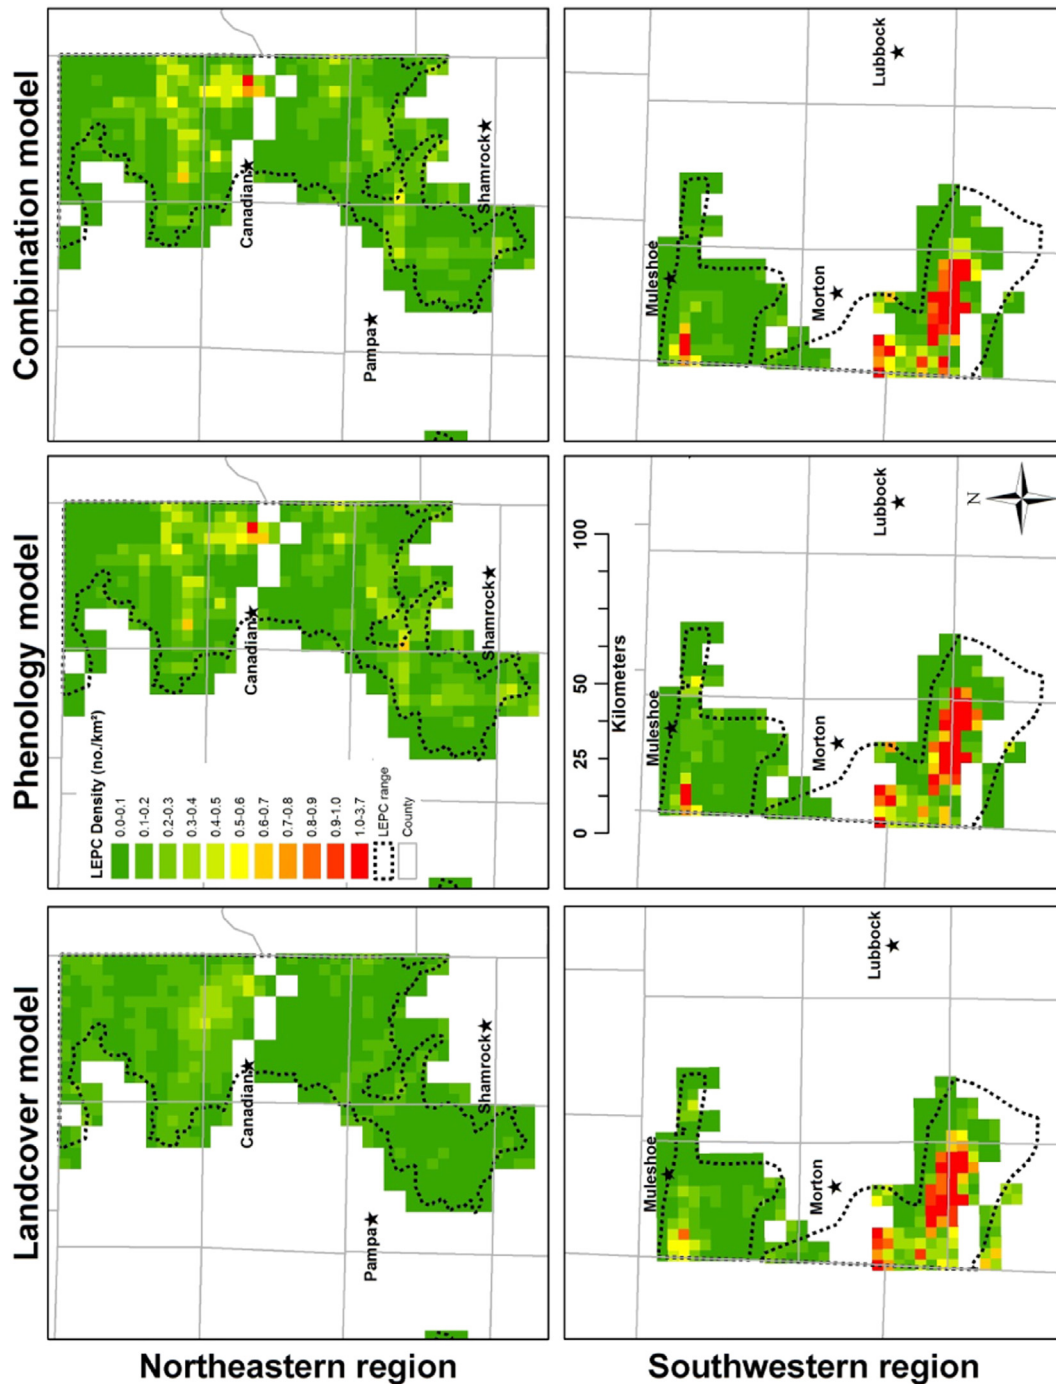 Combination model
Canadian
Pampa
Shamrock
Muleshoe
Morton
Lubbock
Phenology model
LEPC Density (no./km²)
0.0-0.1
0.1-0.2
0.2-0.3
0.3-0.4
0.4-0.5
0.5-0.6
0.6-0.7
0.7-0.8
0.8-0.9
0.9-1.0
1.0-3.7
LEPC range
County
Canadian
Shamrock
0 25 50 100
Kilometers
Muleshoe
Morton
Lubbock
N
Landcover model
Canadian
Pampa
Shamrock
Muleshoe
Morton
Lubbock
Northeastern region
Southwestern region